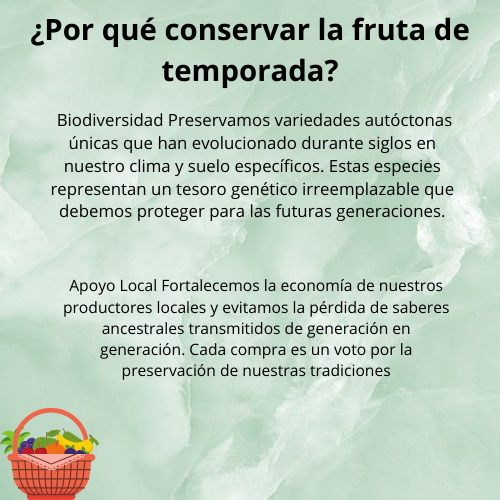 ¿Por qué conservar la fruta de
temporada?
Biodiversidad Preservamos variedades autóctonas
únicas que han evolucionado durante siglos en
nuestro clima y suelo específicos. Estas especies
representan un tesoro genético irreemplazable que
debemos proteger para las futuras generaciones.
Apoyo Local Fortalecemos la economía de nuestros
productores locales y evitamos la pérdida de saberes
ancestrales transmitidos de generación en
generación. Cada compra es un voto por la
preservación de nuestras tradiciones